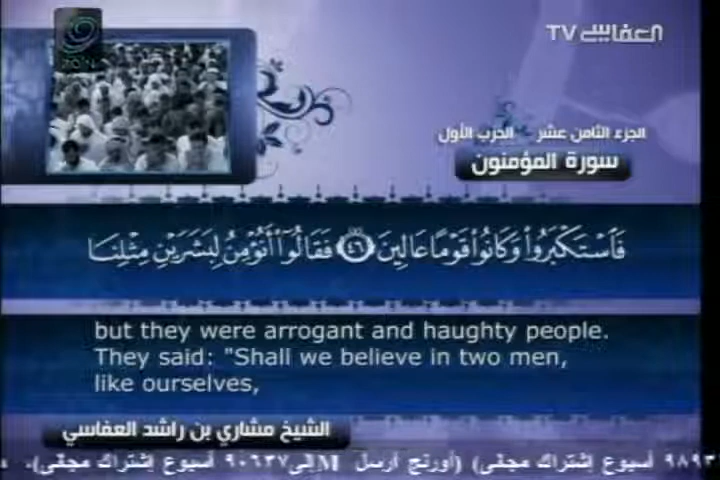 العفاسي TV
الجزء الثامن عشر الحزب الأول
سورة المؤمنون
فَٱسْتَكْبَرُوا۟ وَكَانُوا۟ قَوْمًا عَالِينَ ﴿٤٦﴾ فَقَالُوٓا۟ أَنُؤْمِنُ لِبَشَرَيْنِ مِثْلِنَا
but they were arrogant and haughty people.
They said: "Shall we believe in two men,
like ourselves,
الشيخ مشاري بن راشد العفاسي
٩٨٩٣ أسبوع إشتراك مجاني) (أورنج أرسل M إلى ٩٠٦٣٧ أسبوع إشتراك مجاني).